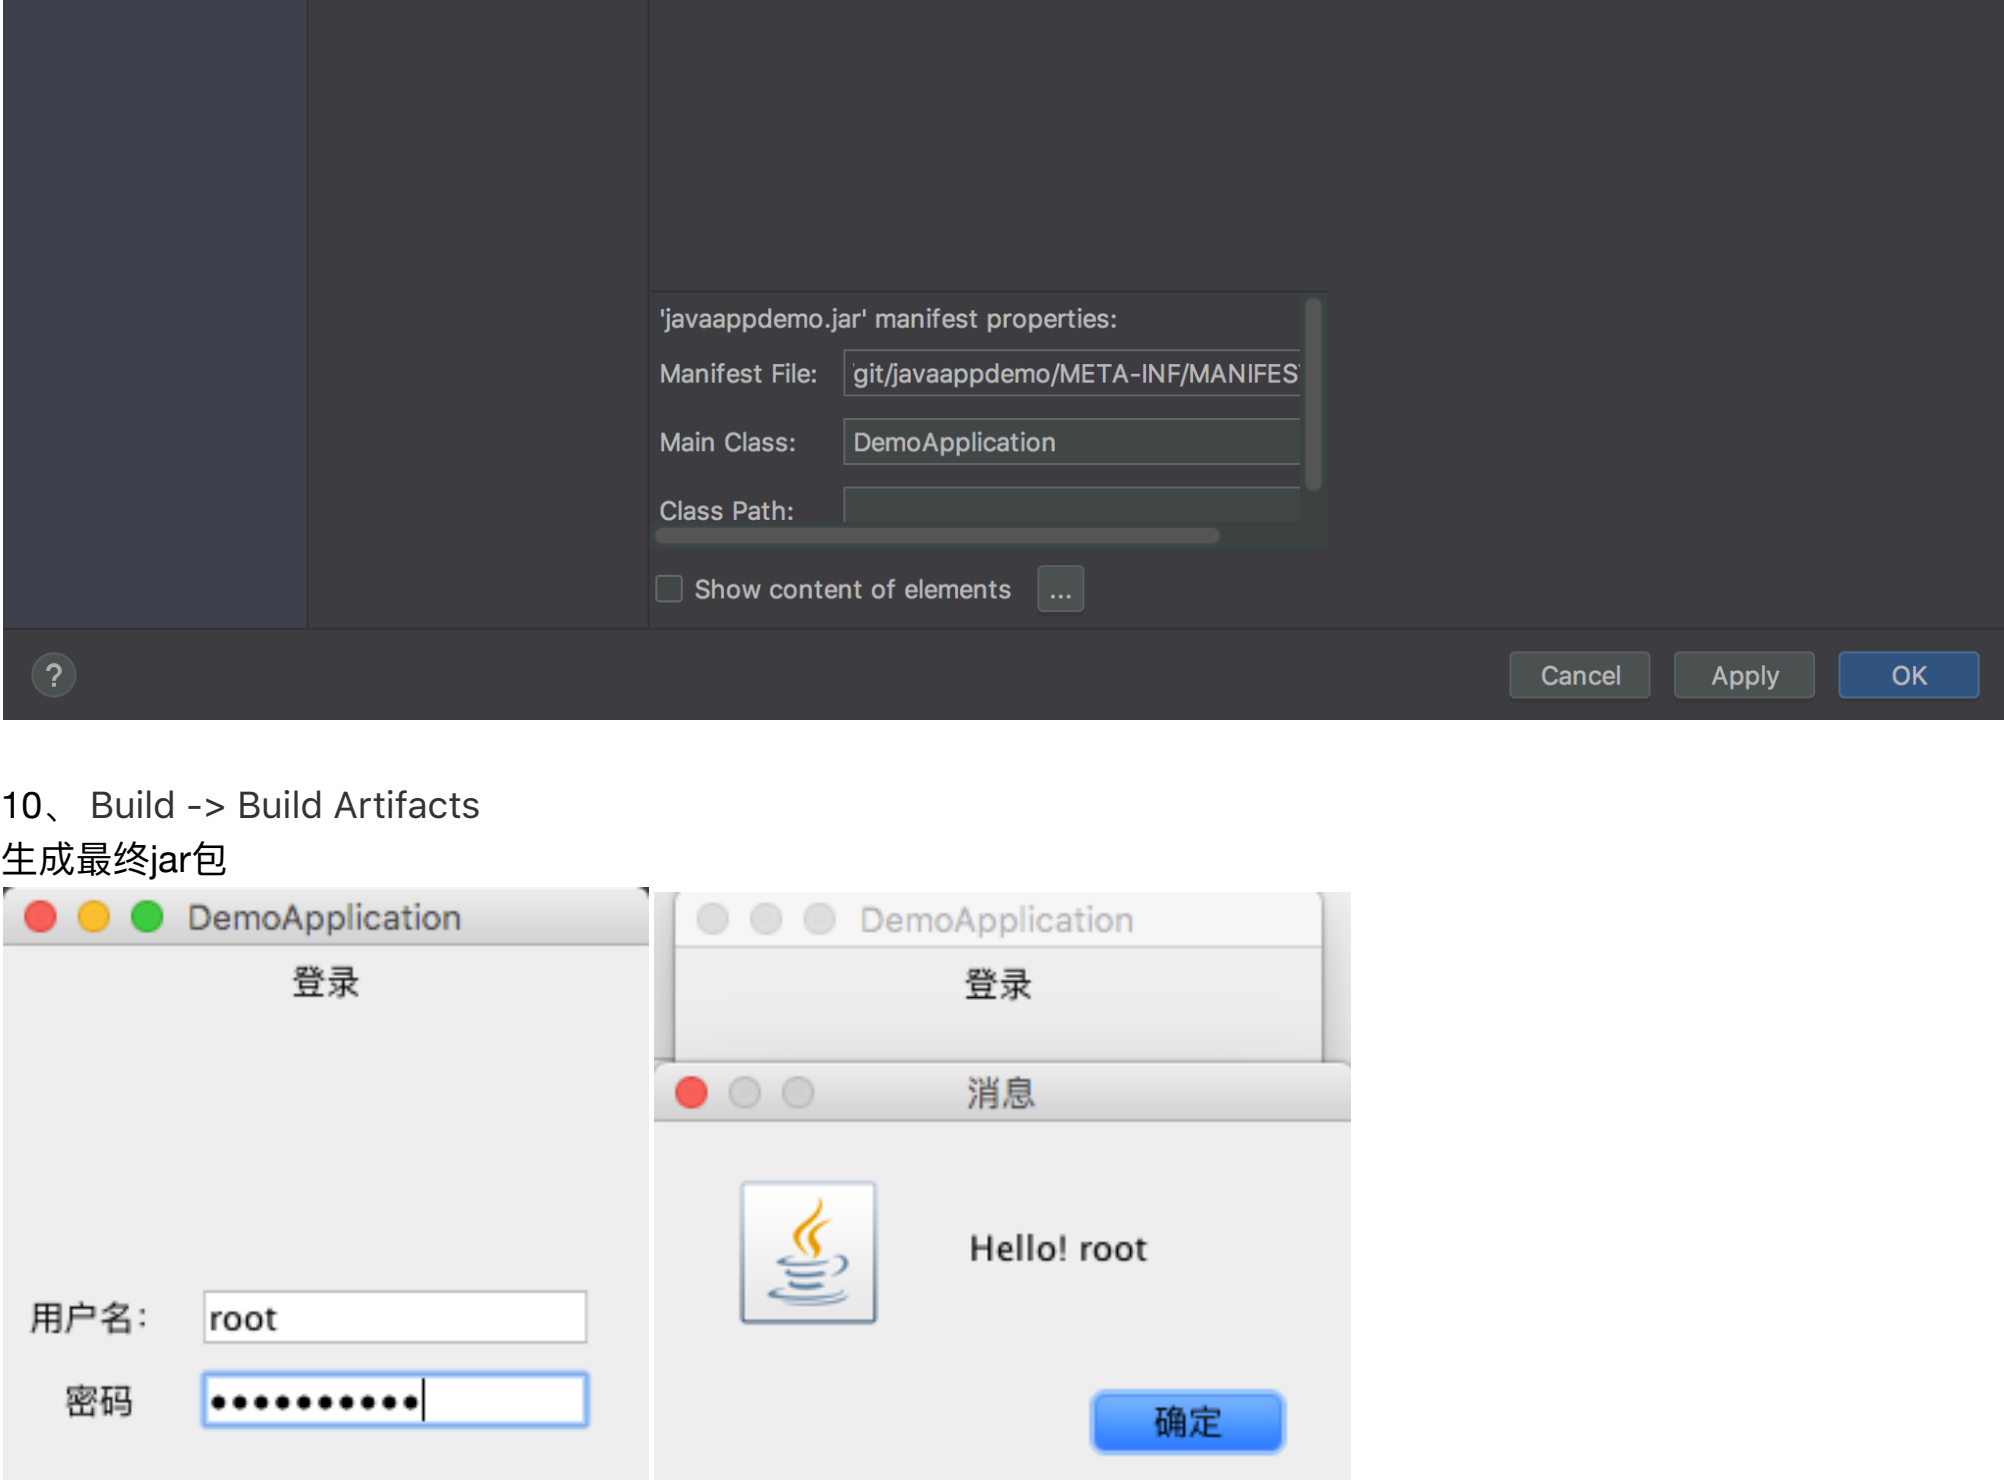 'javaappdemo.jar' manifest properties:
Manifest File: git/javaappdemo/META-INF/MANIFES
Main Class: DemoApplication
Class Path:
Show content of elements ...
? Cancel Apply OK
10、 Build -> Build Artifacts
生成最终jar包
DemoApplication
登录
用户名： root
密码 ••••••••••
DemoApplication
登录
消息
Hello! root
确定